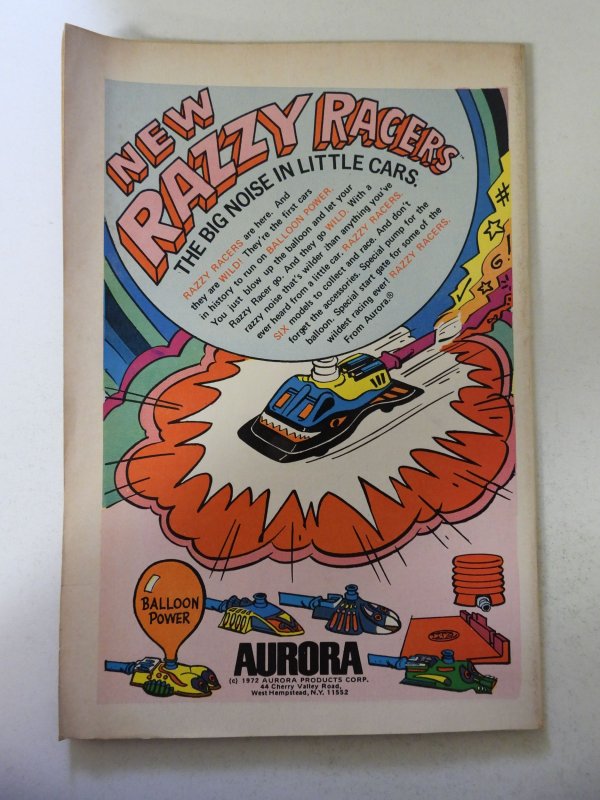 NEW
RAZZY RACERS™
THE BIG NOISE IN LITTLE CARS.
RAZZY RACERS are here. And
they are WILD! They're the first cars
in history to run on BALLOON POWER.
You just blow up the balloon and let your
Razzy Racer go. And they go WILD. With a
razzy noise that's wilder than anything you've
ever heard from a little car. RAZZY RACERS.
SIX models to collect and race. And don't
forget the accessories. Special pump for the
balloon. Special start gate for some of the
wildest racing ever! RAZZY RACERS.
From Aurora.®
BALLOON
POWER
AURORA
(c) 1972 AURORA PRODUCTS CORP.
44 Cherry Valley Road,
West Hempstead, N.Y. 11552